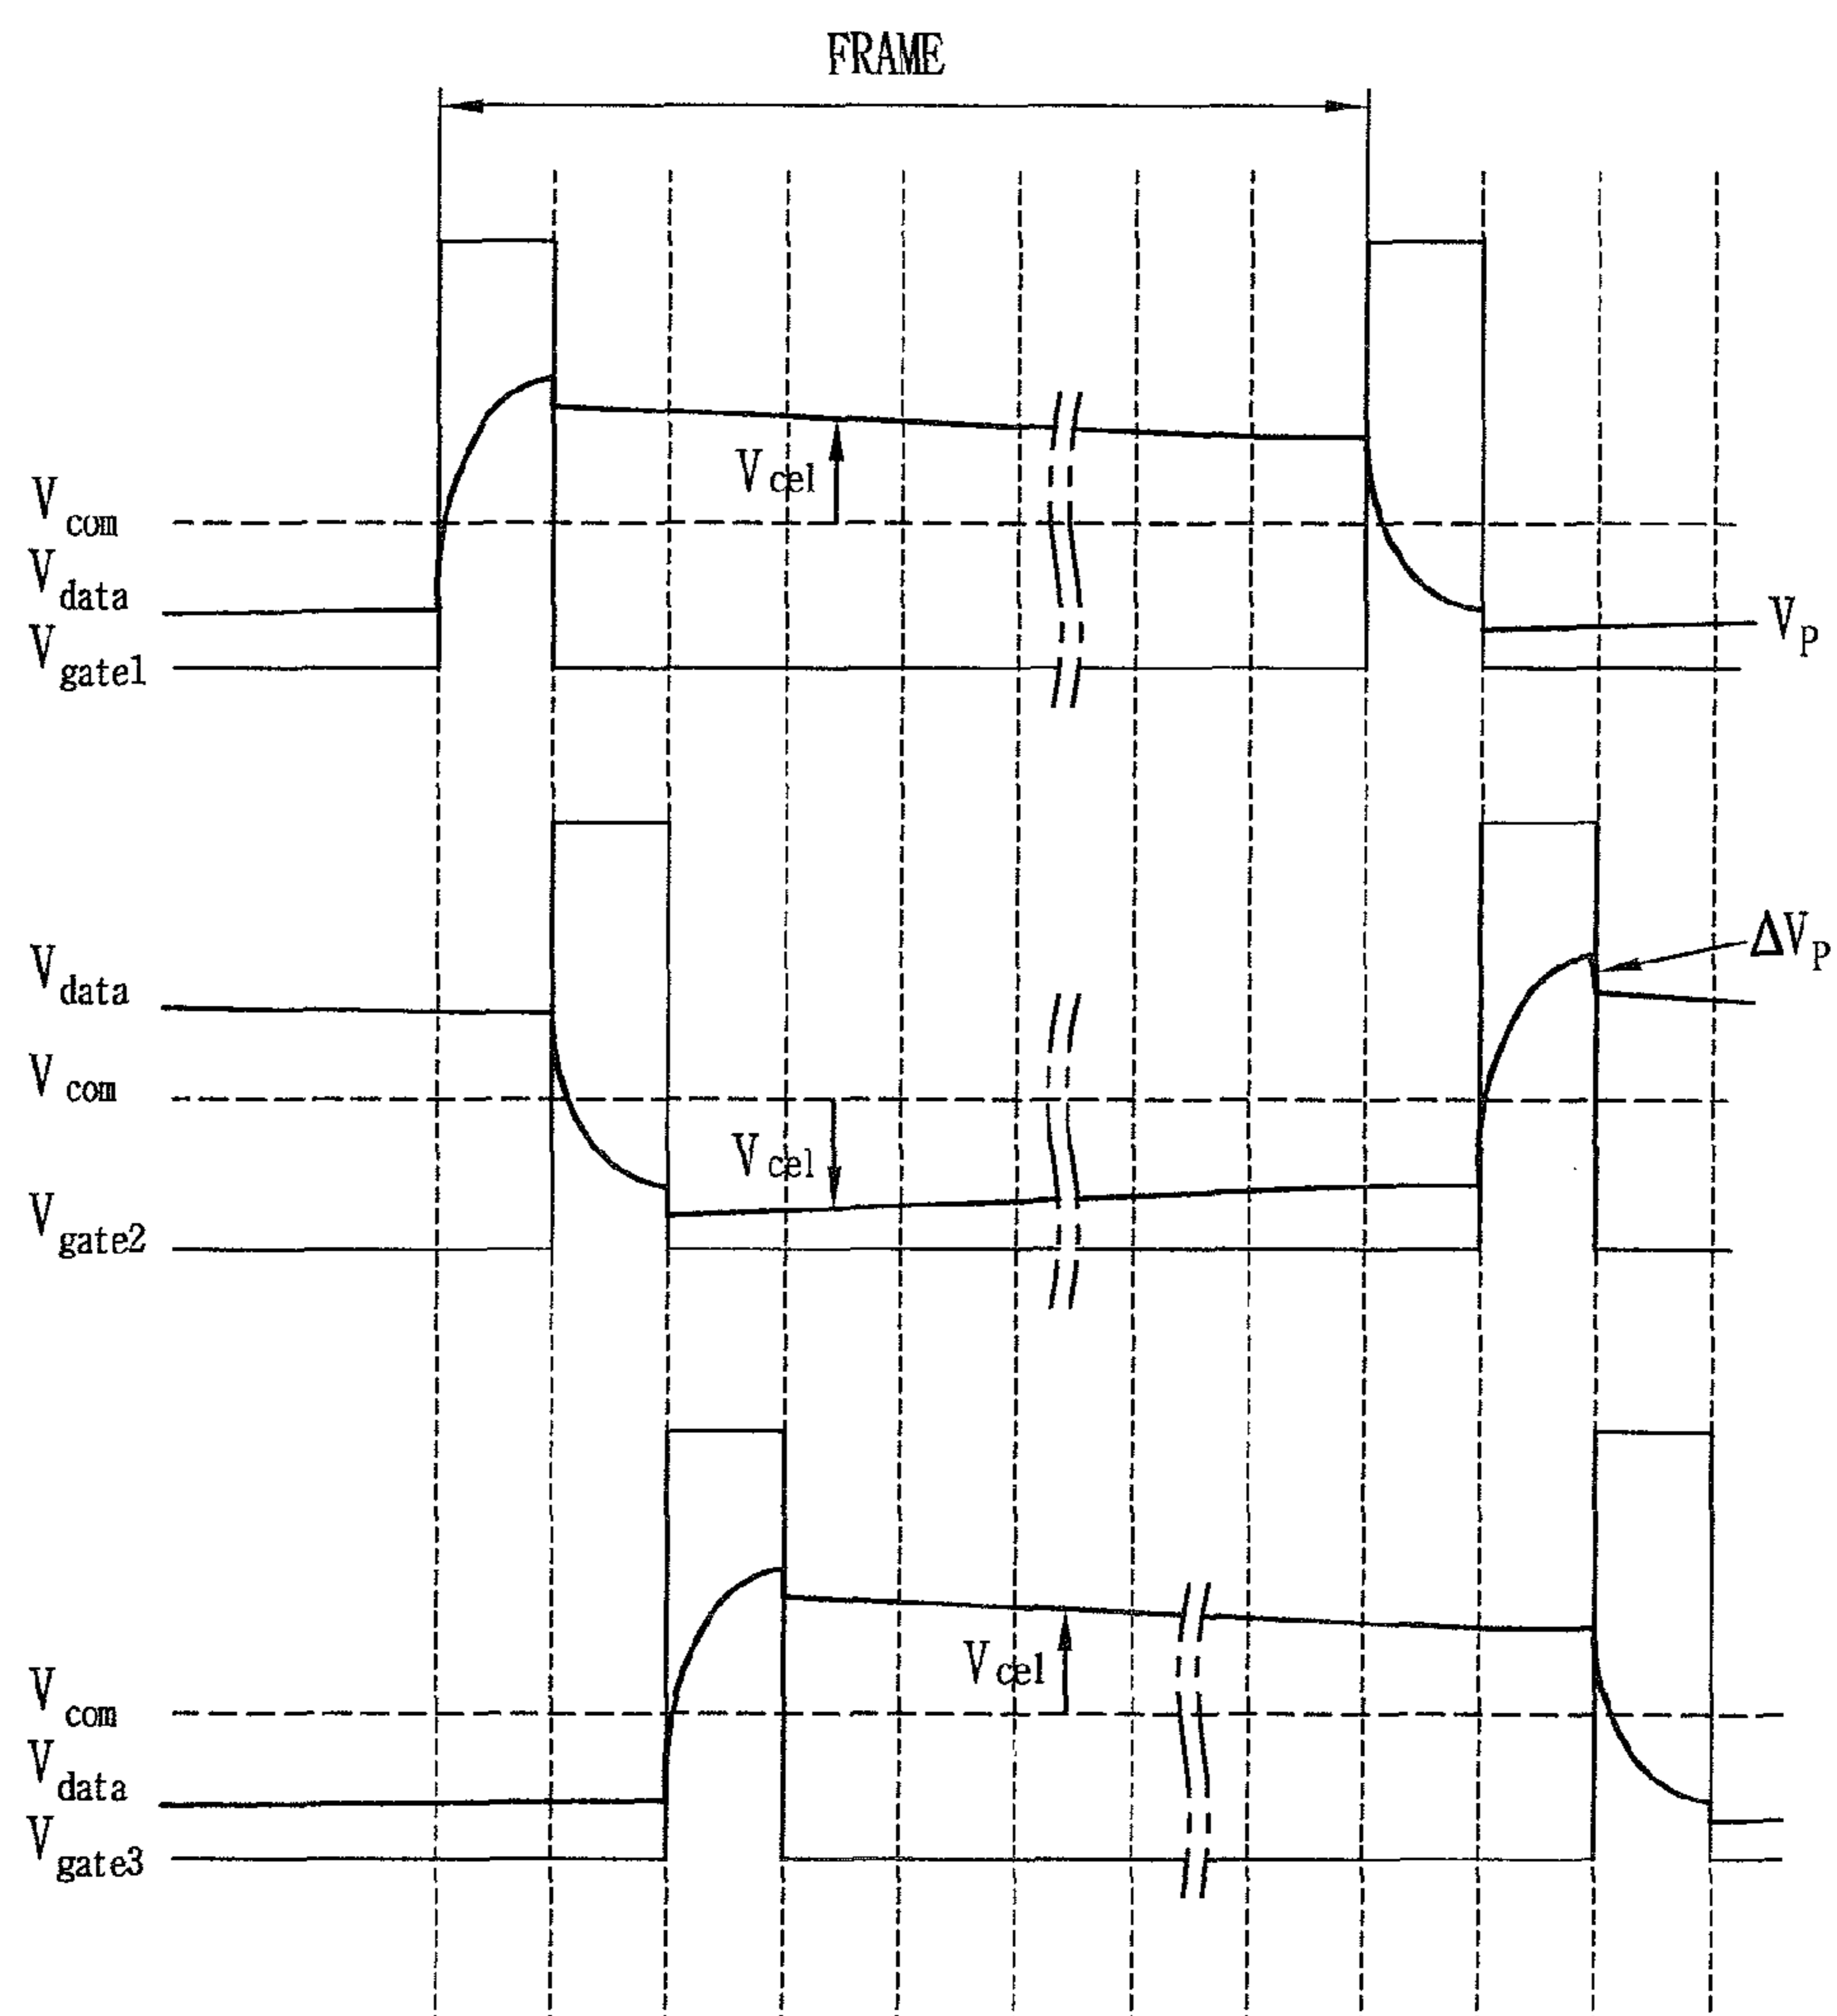 FRAME
Vcel
Vcom
Vdata
Vgate1
VP
Vdata
ΔVP
Vcom
Vcel
Vgate2
Vcel
Vcom
Vdata
Vgate3